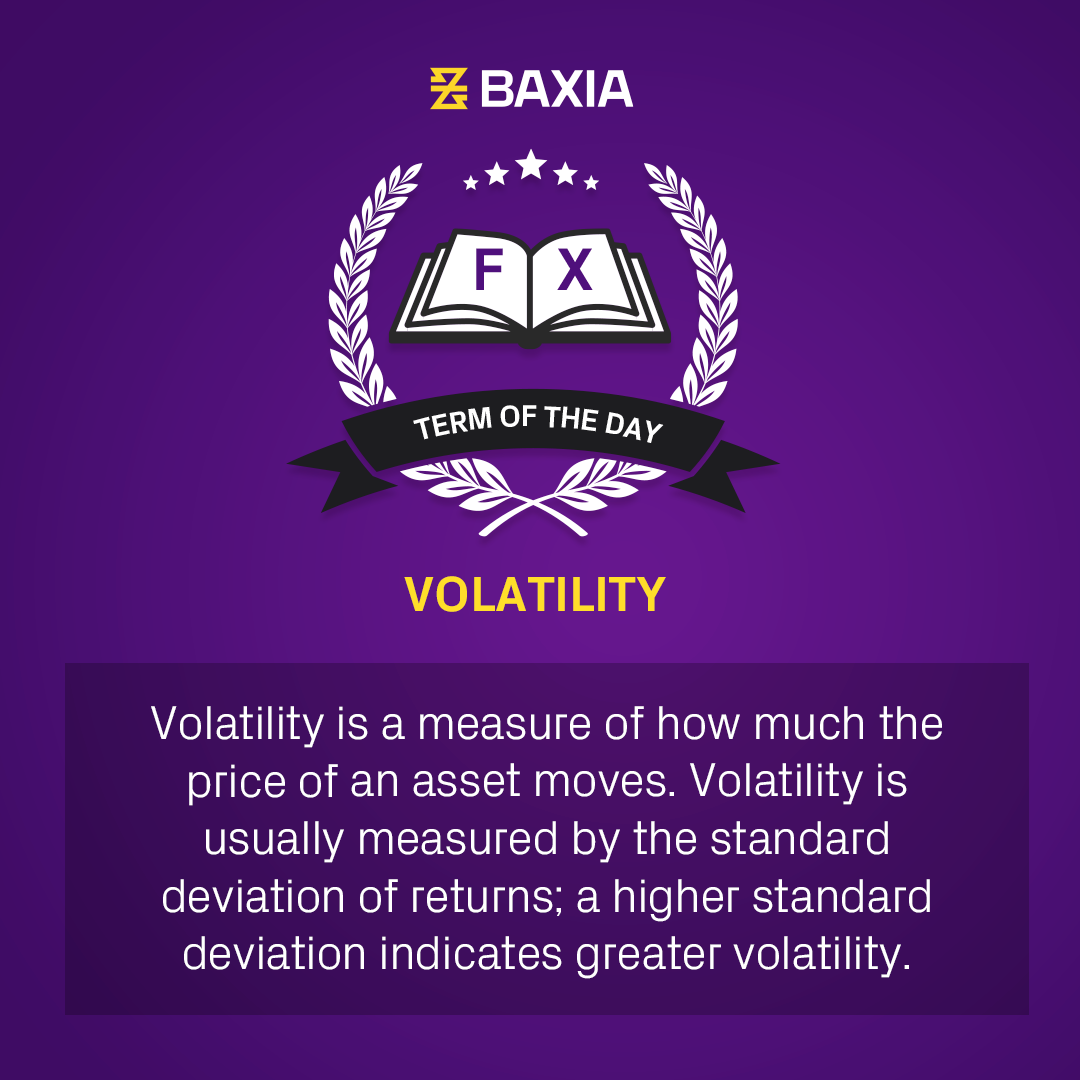 BAXIA
F X
TERM OF THE DAY
VOLATILITY
Volatility is a measure of how much the
price of an asset moves. Volatility is
usually measured by the standard
deviation of returns; a higher standard
deviation indicates greater volatility.